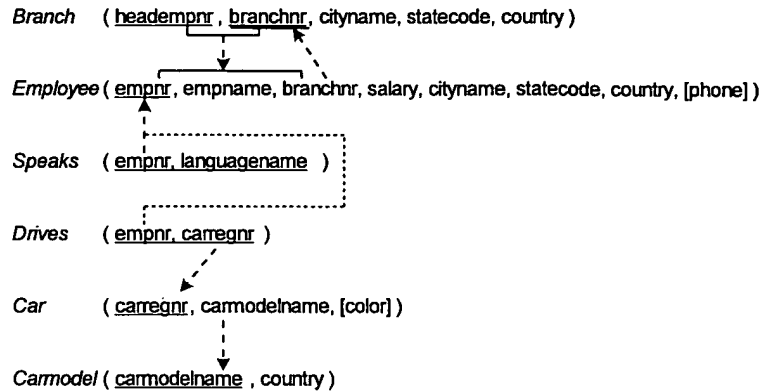 Branch ( headempnr , branchnr, cityname, statecode, country )
Employee ( empnr, empname, branchnr, salary, cityname, statecode, country, [phone] )
Speaks ( empnr, languagename )
Drives ( empnr, carregnr )
Car ( carregnr, carmodelname, [color] )
Carmodel ( carmodelname , country )